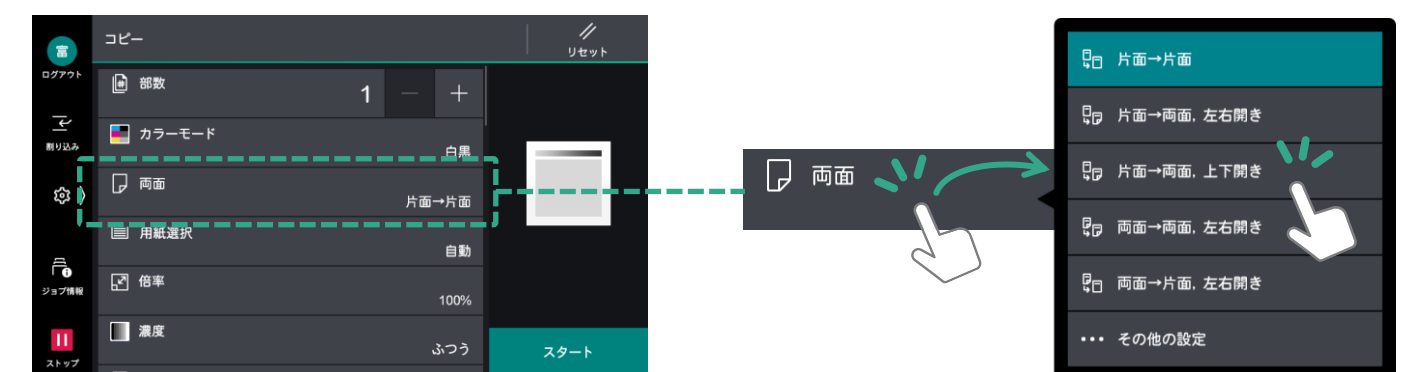 富
ログアウト
割り込み
ジョブ情報
ストップ
コピー
リセット
部数
1
カラーモード
白黒
両面
片面→片面
用紙選択
自動
倍率
100%
濃度
ふつう
スタート
両面
片面→片面
片面→両面, 左右開き
片面→両面, 上下開き
両面→両面, 左右開き
両面→片面, 左右開き
その他の設定